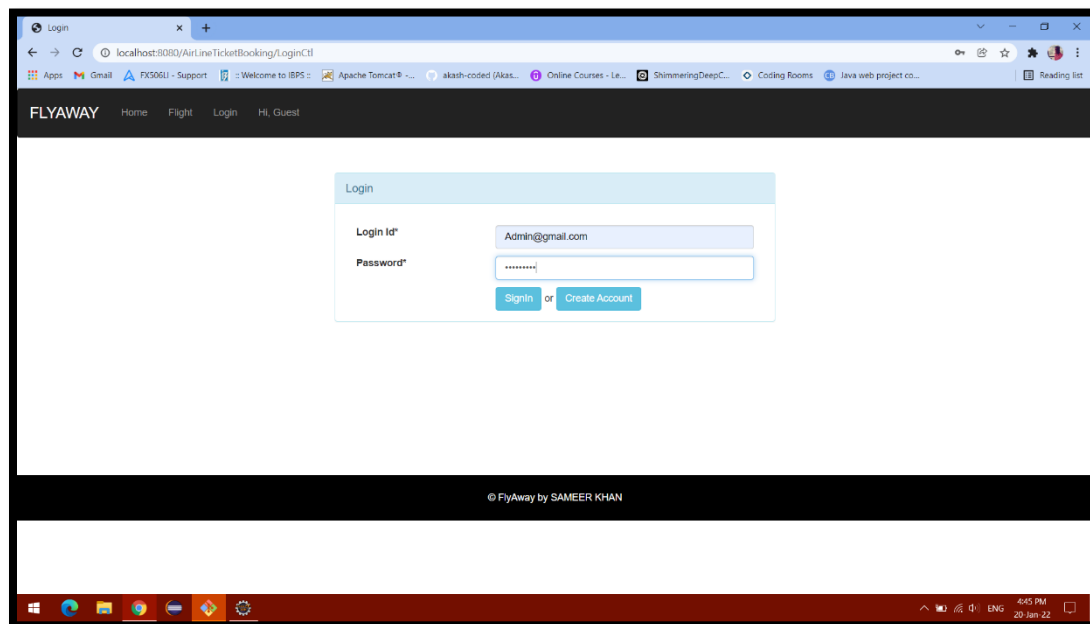 Login
localhost:8080/AirLineTicketBooking/LoginCtl
Apps Gmail FX506LI - Support :: Welcome to IBPS :: Apache Tomcat® -... akash-coded (Akas... Online Courses - Le... ShimmeringDeepC... Coding Rooms Java web project co... Reading list
FLYAWAY Home Flight Login Hi, Guest
Login
Login Id* Admin@gmail.com
Password*
SignIn or Create Account
© FlyAway by SAMEER KHAN
ENG 4:45 PM
20-Jan-22